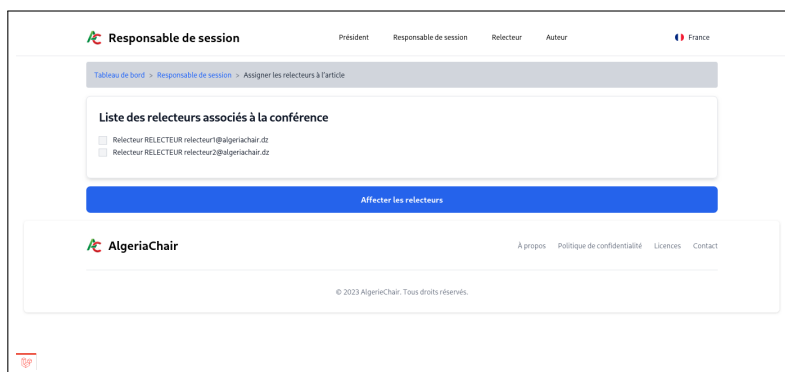 Responsable de session Président Responsable de session Relecteur Auteur France
Tableau de bord > Responsable de session > Assigner les relecteurs à l'article
Liste des relecteurs associés à la conférence
Relecteur RELECTEUR relecteur1@algeriachair.dz
Relecteur RELECTEUR relecteur2@algeriachair.dz
Affecter les relecteurs
AlgeriaChair À propos Politique de confidentialité Licences Contact
© 2023 AlgerieChair. Tous droits réservés.